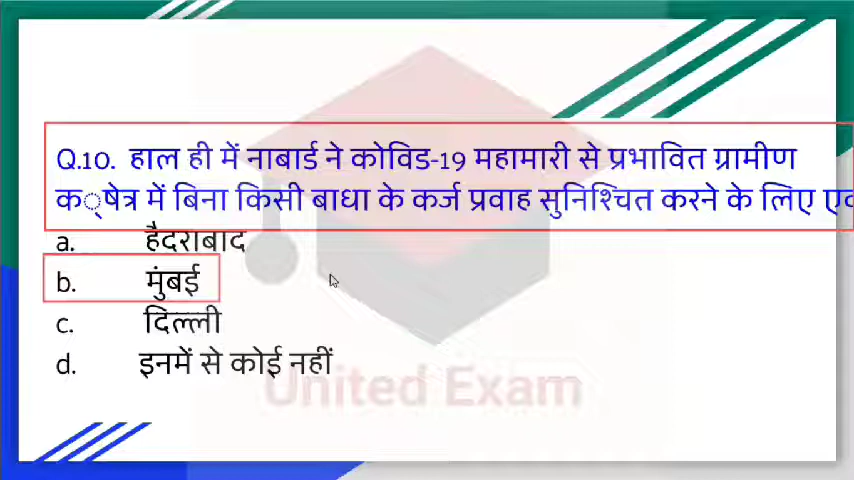 Q.10. हाल ही में नाबार्ड ने कोविड-19 महामारी से प्रभावित ग्रामीण
क्षेत्र में बिना किसी बाधा के कर्ज प्रवाह सुनिश्चित करने के लिए
a. हैदराबाद
b. मुंबई
c. दिल्ली
d. इनमें से कोई नहीं
United Exam